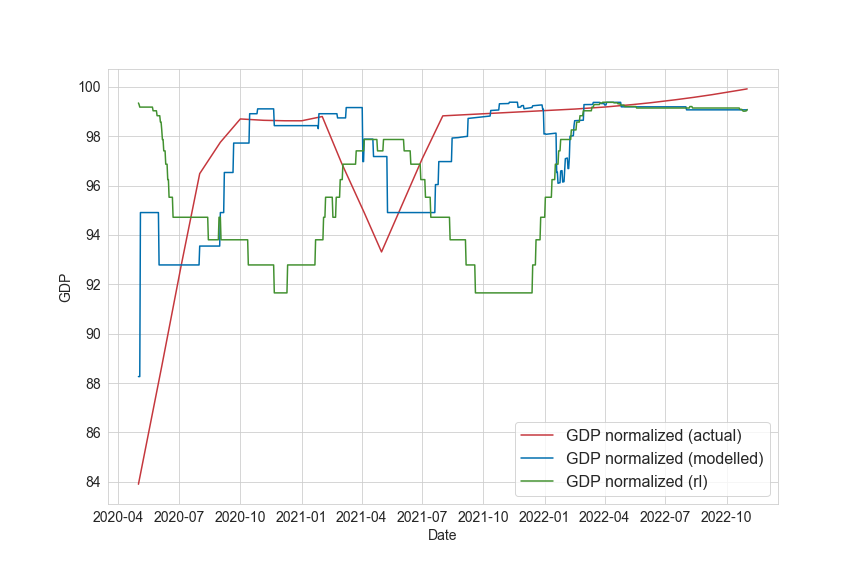 100
98
96
94
92
90
88
86
84
GDP
GDP normalized (actual)
GDP normalized (modelled)
GDP normalized (rl)
2020-04 2020-07 2020-10 2021-01 2021-04 2021-07 2021-10 2022-01 2022-04 2022-07 2022-10
Date